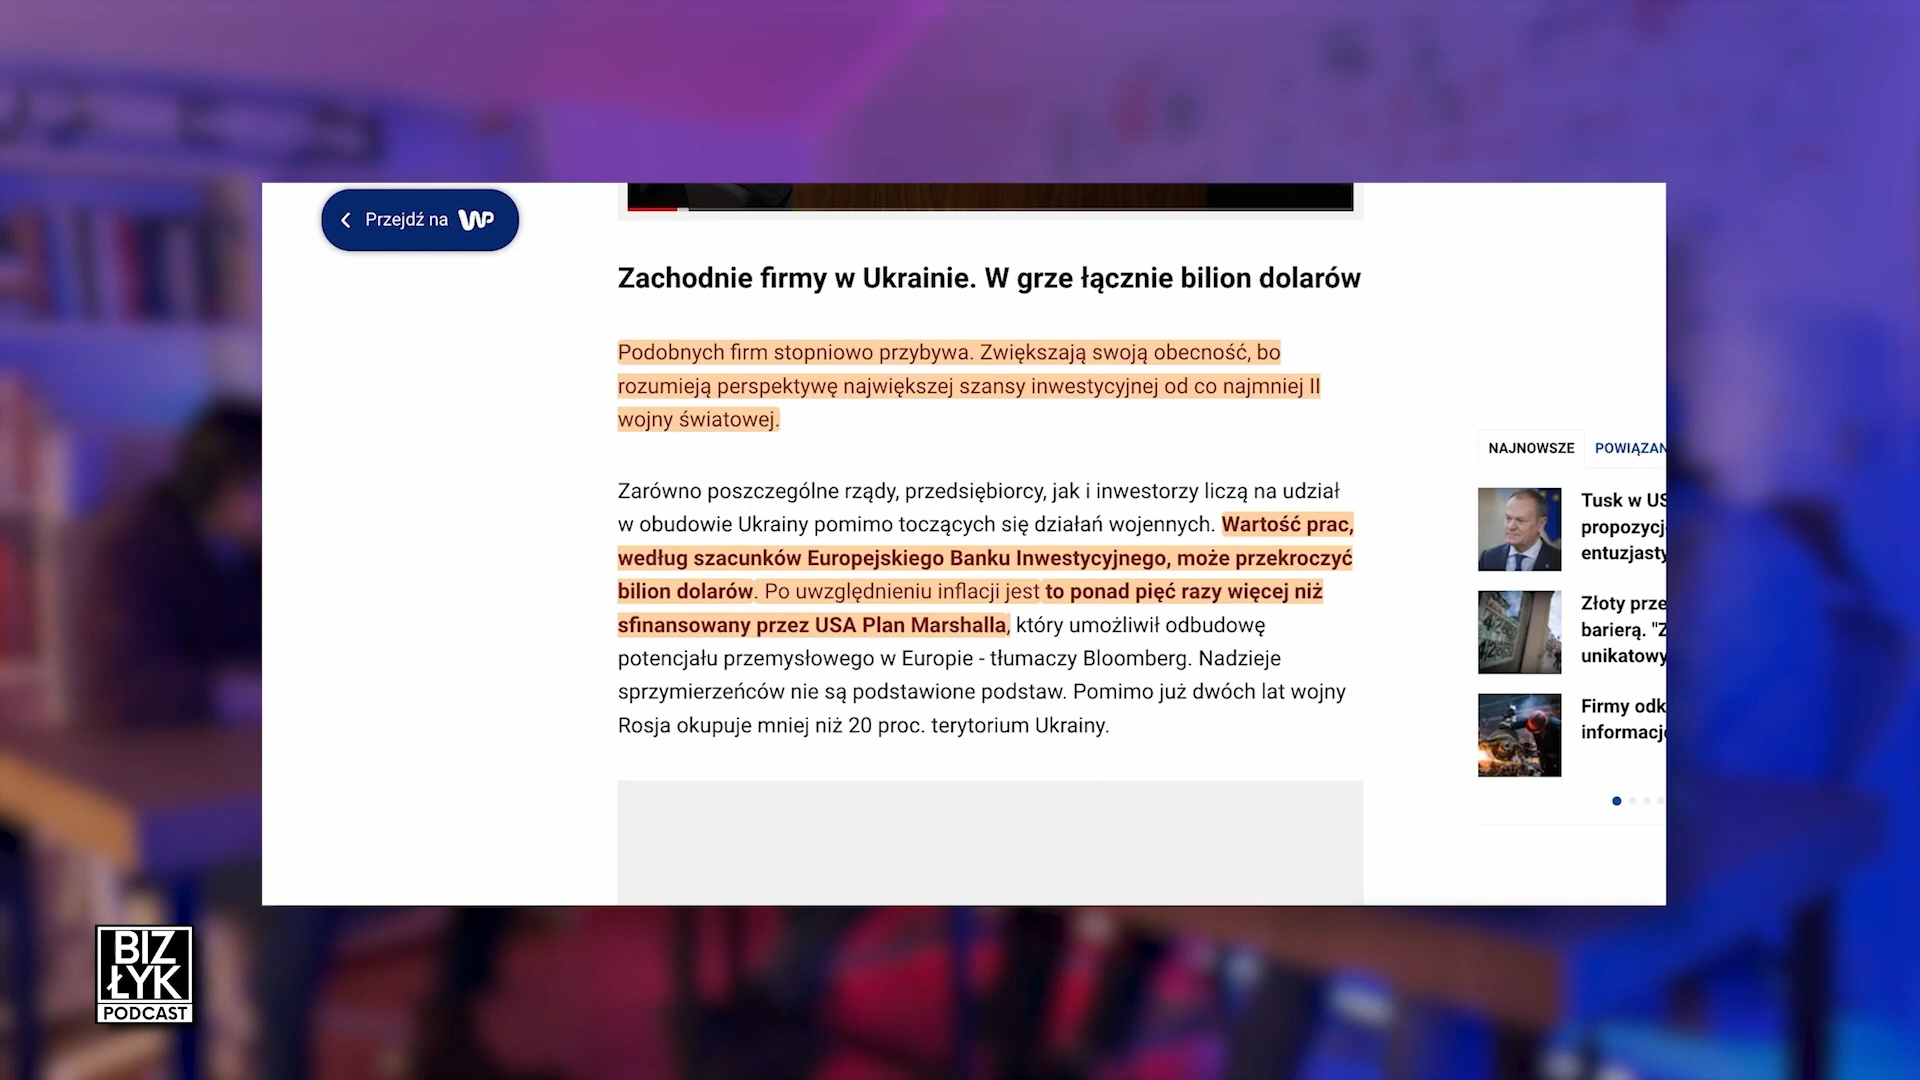 Przejdź na WP
Zachodnie firmy w Ukrainie. W grze łącznie bilion dolarów
Podobnych firm stopniowo przybywa. Zwiększają swoją obecność, bo
rozumieją perspektywę największej szansy inwestycyjnej od co najmniej II
wojny światowej.
Zarówno poszczególne rządy, przedsiębiorcy, jak i inwestorzy liczą na udział
w obudowie Ukrainy pomimo toczących się działań wojennych. Wartość prac,
według szacunków Europejskiego Banku Inwestycyjnego, może przekroczyć
bilion dolarów. Po uwzględnieniu inflacji jest to ponad pięć razy więcej niż
sfinansowany przez USA Plan Marshalla, który umożliwił odbudowę
potencjału przemysłowego w Europie - tłumaczy Bloomberg. Nadzieje
sprzymierzeńców nie są podstawione podstaw. Pomimo już dwóch lat wojny
Rosja okupuje mniej niż 20 proc. terytorium Ukrainy.
NAJNOWSZE POWIĄZAN
Tusk w US
propozycj
entuzjasty
Złoty prze
barierą. "Z
unikatowy
Firmy odk
informacj
BIZ
ŁYK
PODCAST